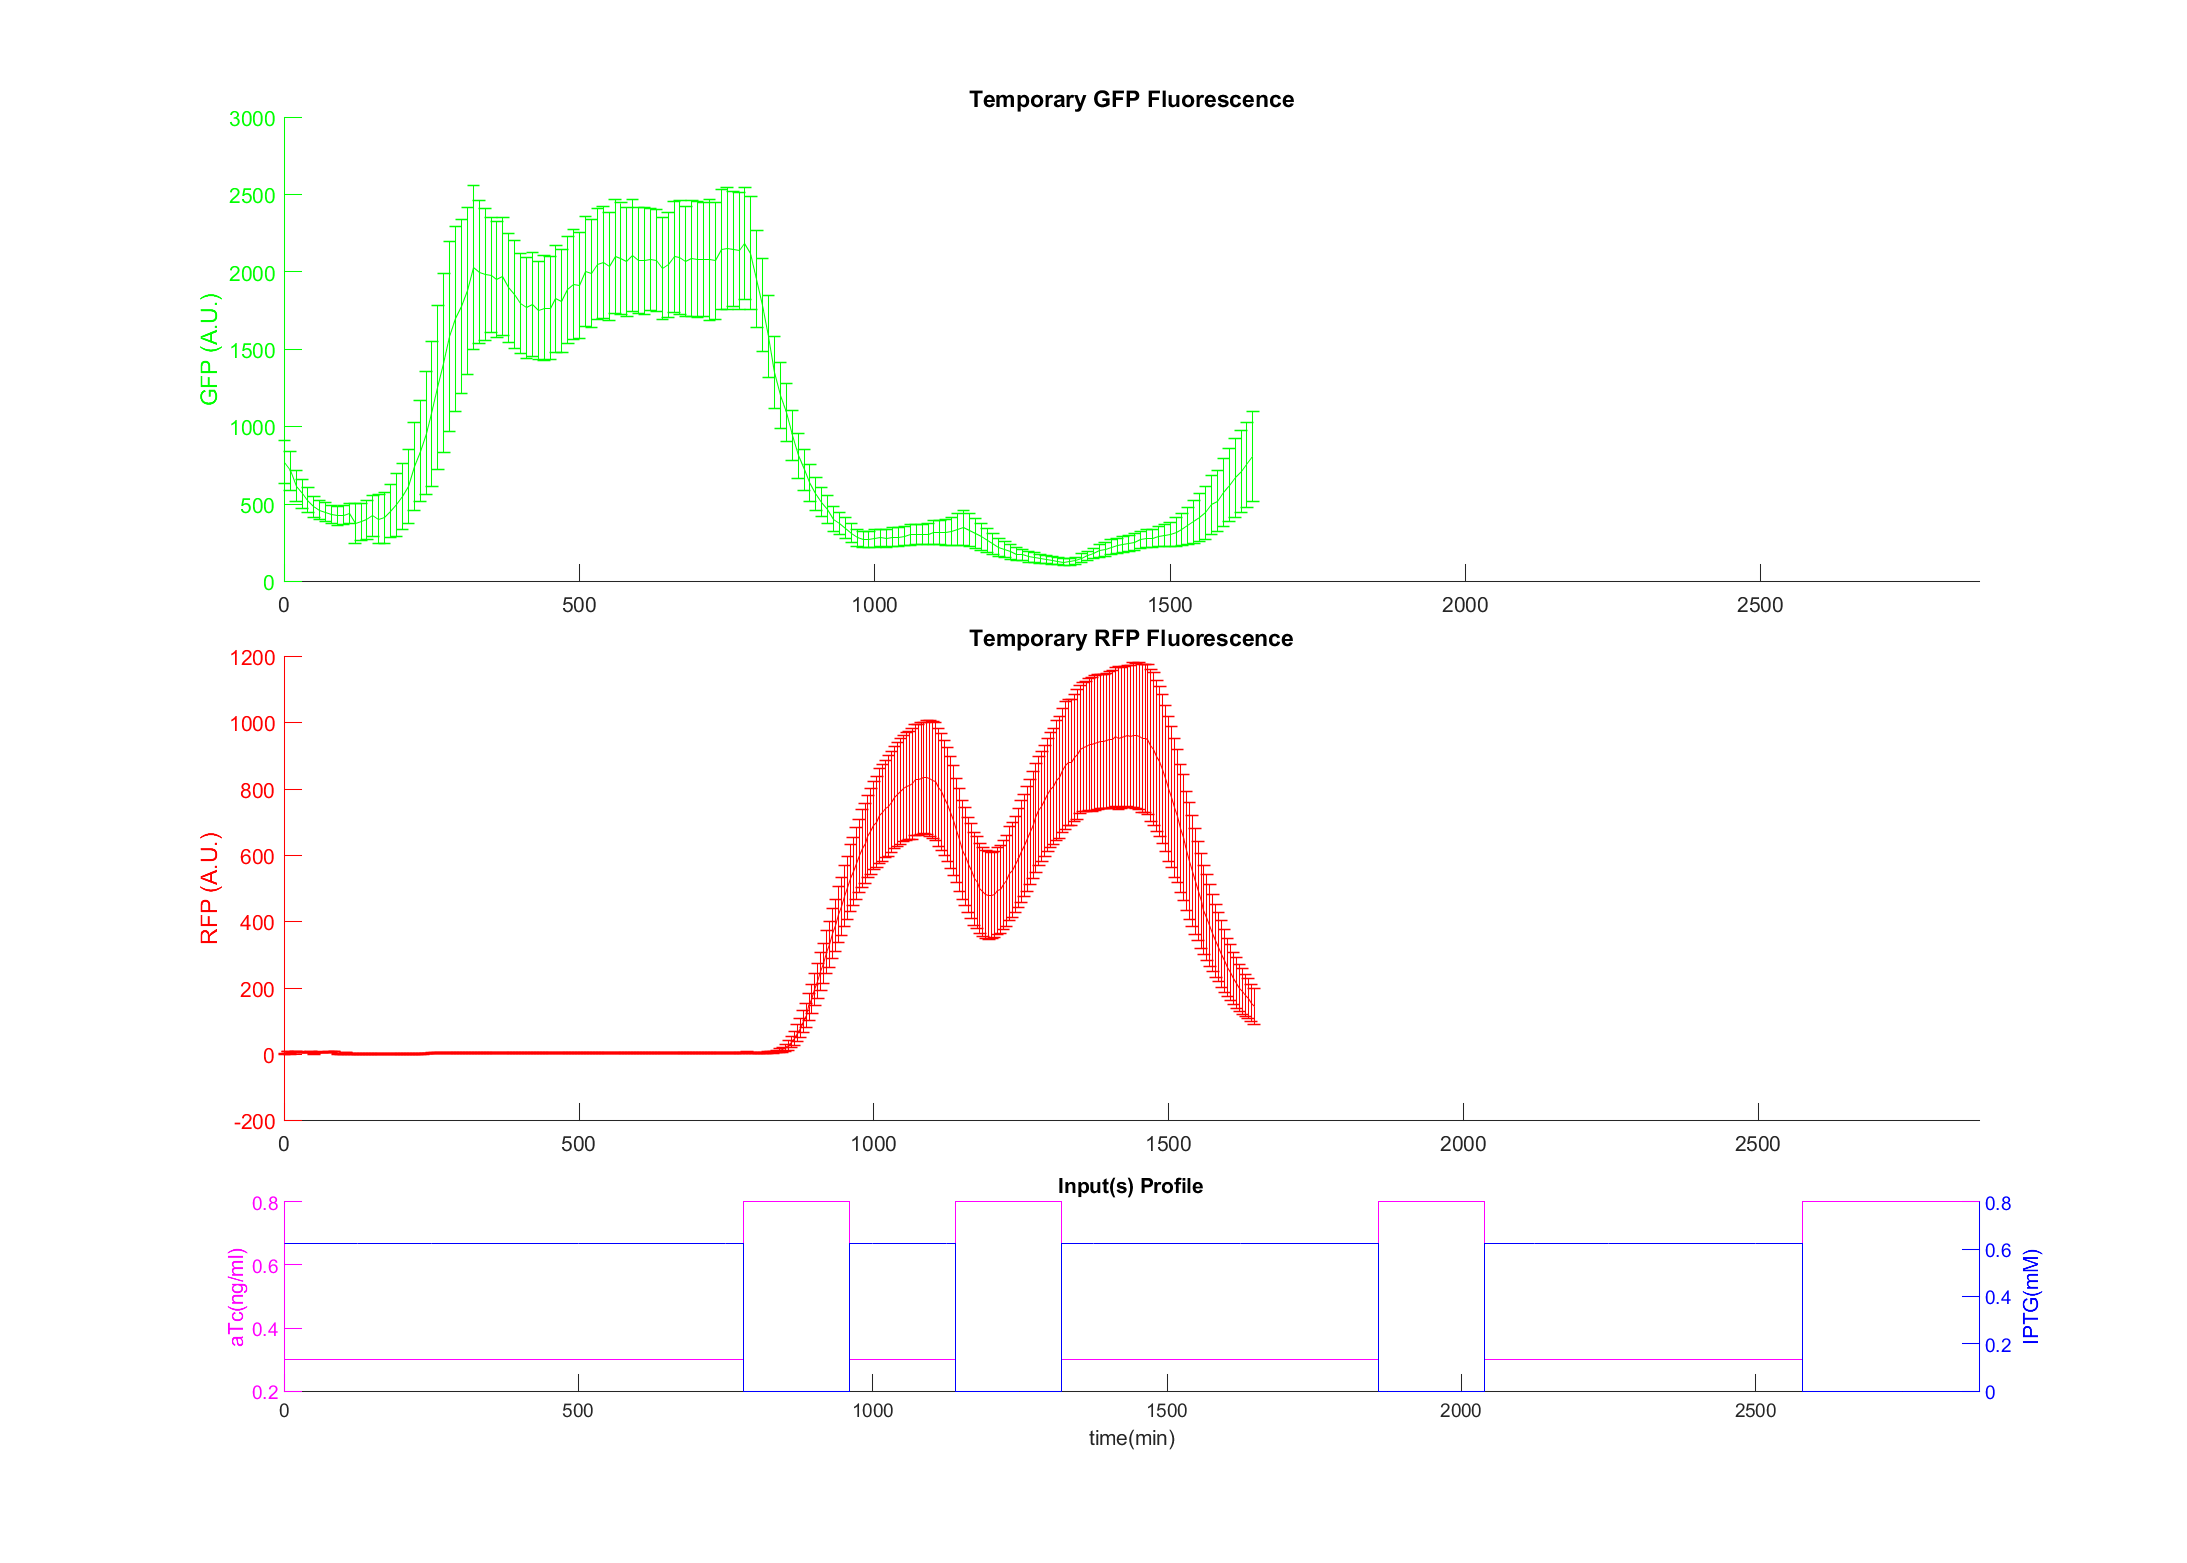 Temporary GFP Fluorescence
3000
2500
2000
1500
1000
500
0
GFP (A.U.)
0 500 1000 1500 2000 2500
Temporary RFP Fluorescence
1200
1000
800
600
400
200
0
-200
RFP (A.U.)
0 500 1000 1500 2000 2500
Input(s) Profile
0.8
0.6
0.4
0.2
aTc(ng/ml)
0.8
0.6
0.4
0.2
0
IPTG(mM)
0 500 1000 1500 2000 2500
time(min)